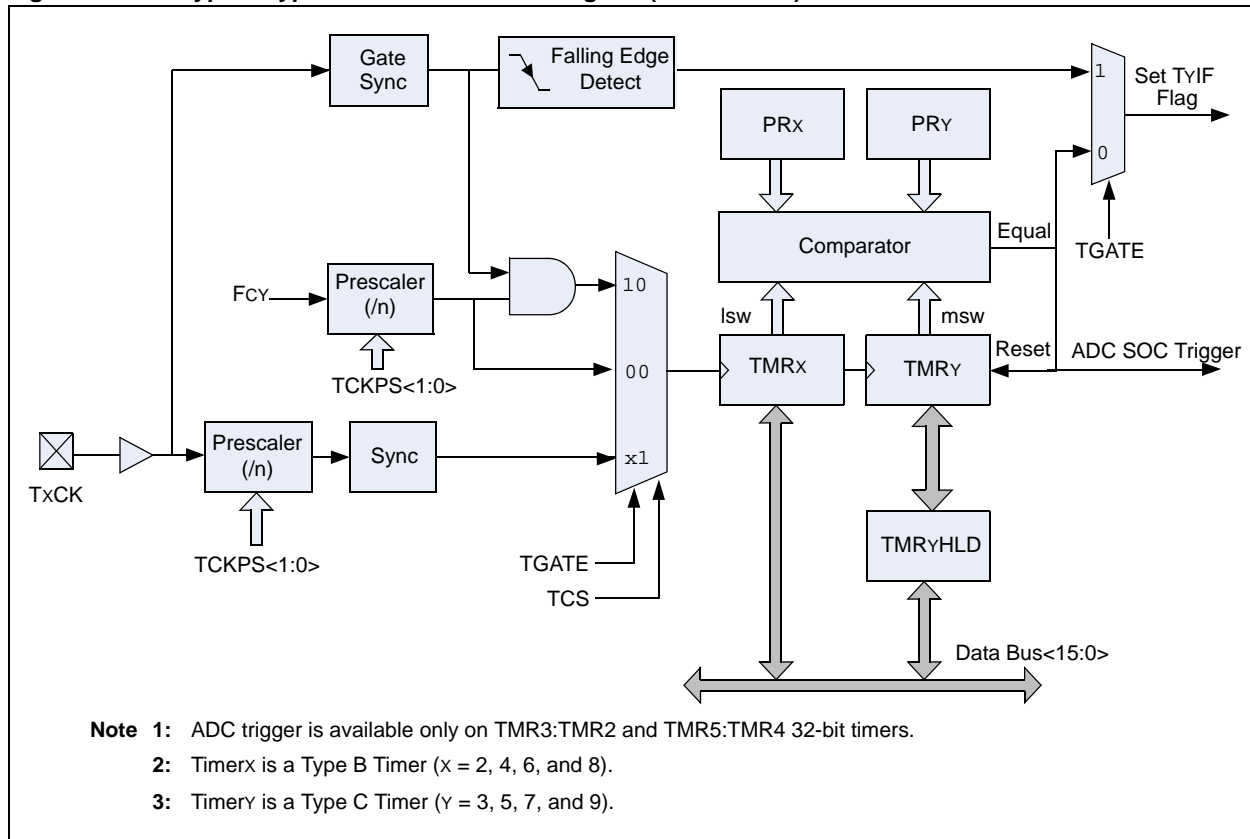 Gate
Sync
Falling Edge
Detect
1
Set TYIF
Flag
PRX
PRY
0
Comparator
Equal
TGATE
FCY
Prescaler
(/n)
10
lsw
msw
TCKPS<1:0>
00
TMRX
TMRY
Reset
ADC SOC Trigger
TXCK
Prescaler
(/n)
Sync
x1
TCKPS<1:0>
TGATE
TCS
TMRYHLD
Data Bus<15:0>
Note 1: ADC trigger is available only on TMR3:TMR2 and TMR5:TMR4 32-bit timers.
2: TimerX is a Type B Timer (X = 2, 4, 6, and 8).
3: TimerY is a Type C Timer (Y = 3, 5, 7, and 9).